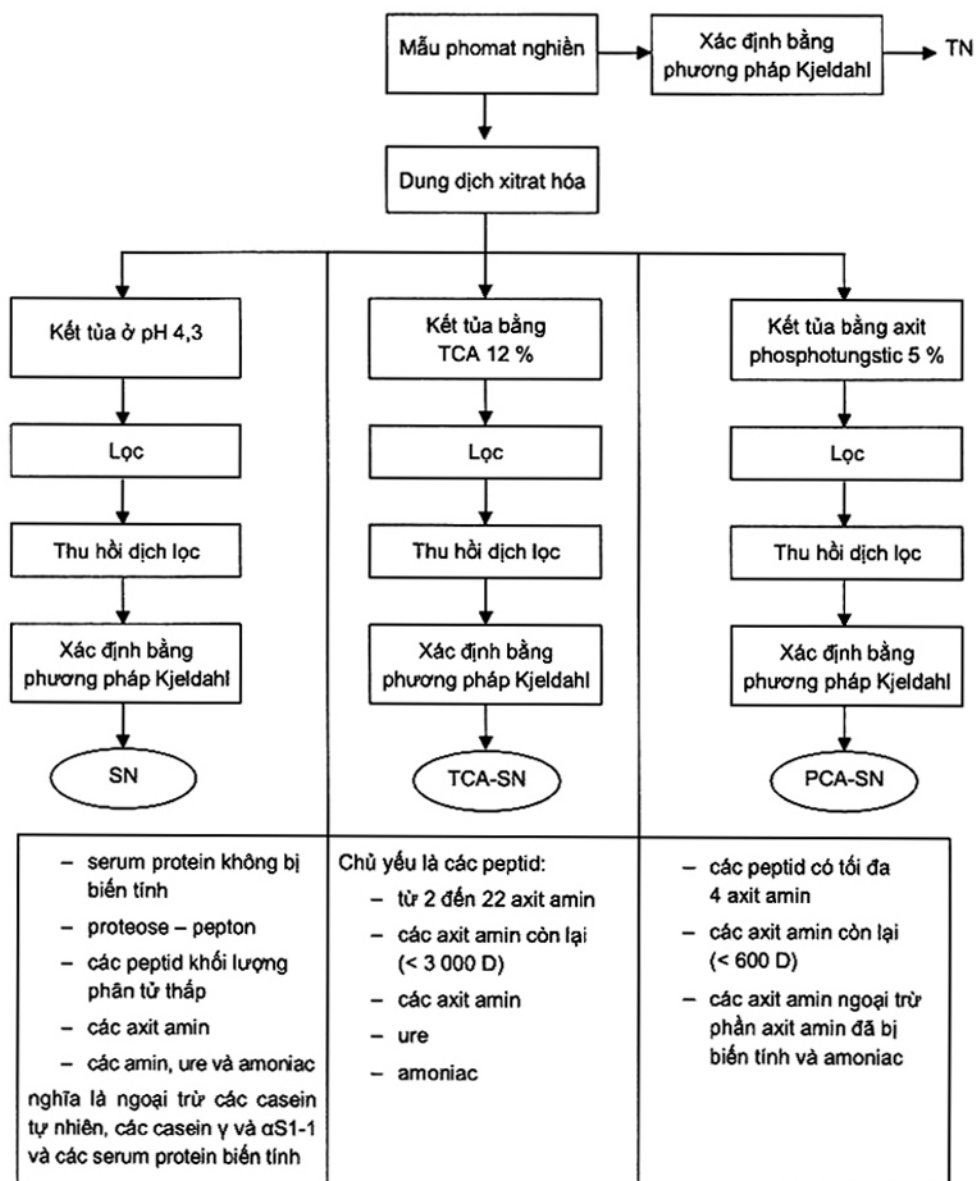 Mẫu phomat nghiền
Xác định bằng
phương pháp Kjeldahl
TN
Dung dịch xitrat hóa
Kết tủa ở pH 4,3
Lọc
Thu hồi dịch lọc
Xác định bằng
phương pháp Kjeldahl
SN
Kết tủa bằng
TCA 12 %
Lọc
Thu hồi dịch lọc
Xác định bằng
phương pháp Kjeldahl
TCA-SN
Kết tủa bằng axit
phosphotungstic 5 %
Lọc
Thu hồi dịch lọc
Xác định bằng
phương pháp Kjeldahl
PCA-SN
– serum protein không bị
biến tính
– proteose – pepton
– các peptid khối lượng
phân tử thấp
– các axit amin
– các amin, ure và amoniac
nghĩa là ngoại trừ các casein
tự nhiên, các casein γ và αS1-1
và các serum protein biến tính
Chủ yếu là các peptid:
– từ 2 đến 22 axit amin
– các axit amin còn lại
(< 3 000 D)
– các axit amin
– ure
– amoniac
– các peptid có tối đa
4 axit amin
– các axit amin còn lại
(< 600 D)
– các axit amin ngoại trừ
phần axit amin đã bị
biến tính và amoniac